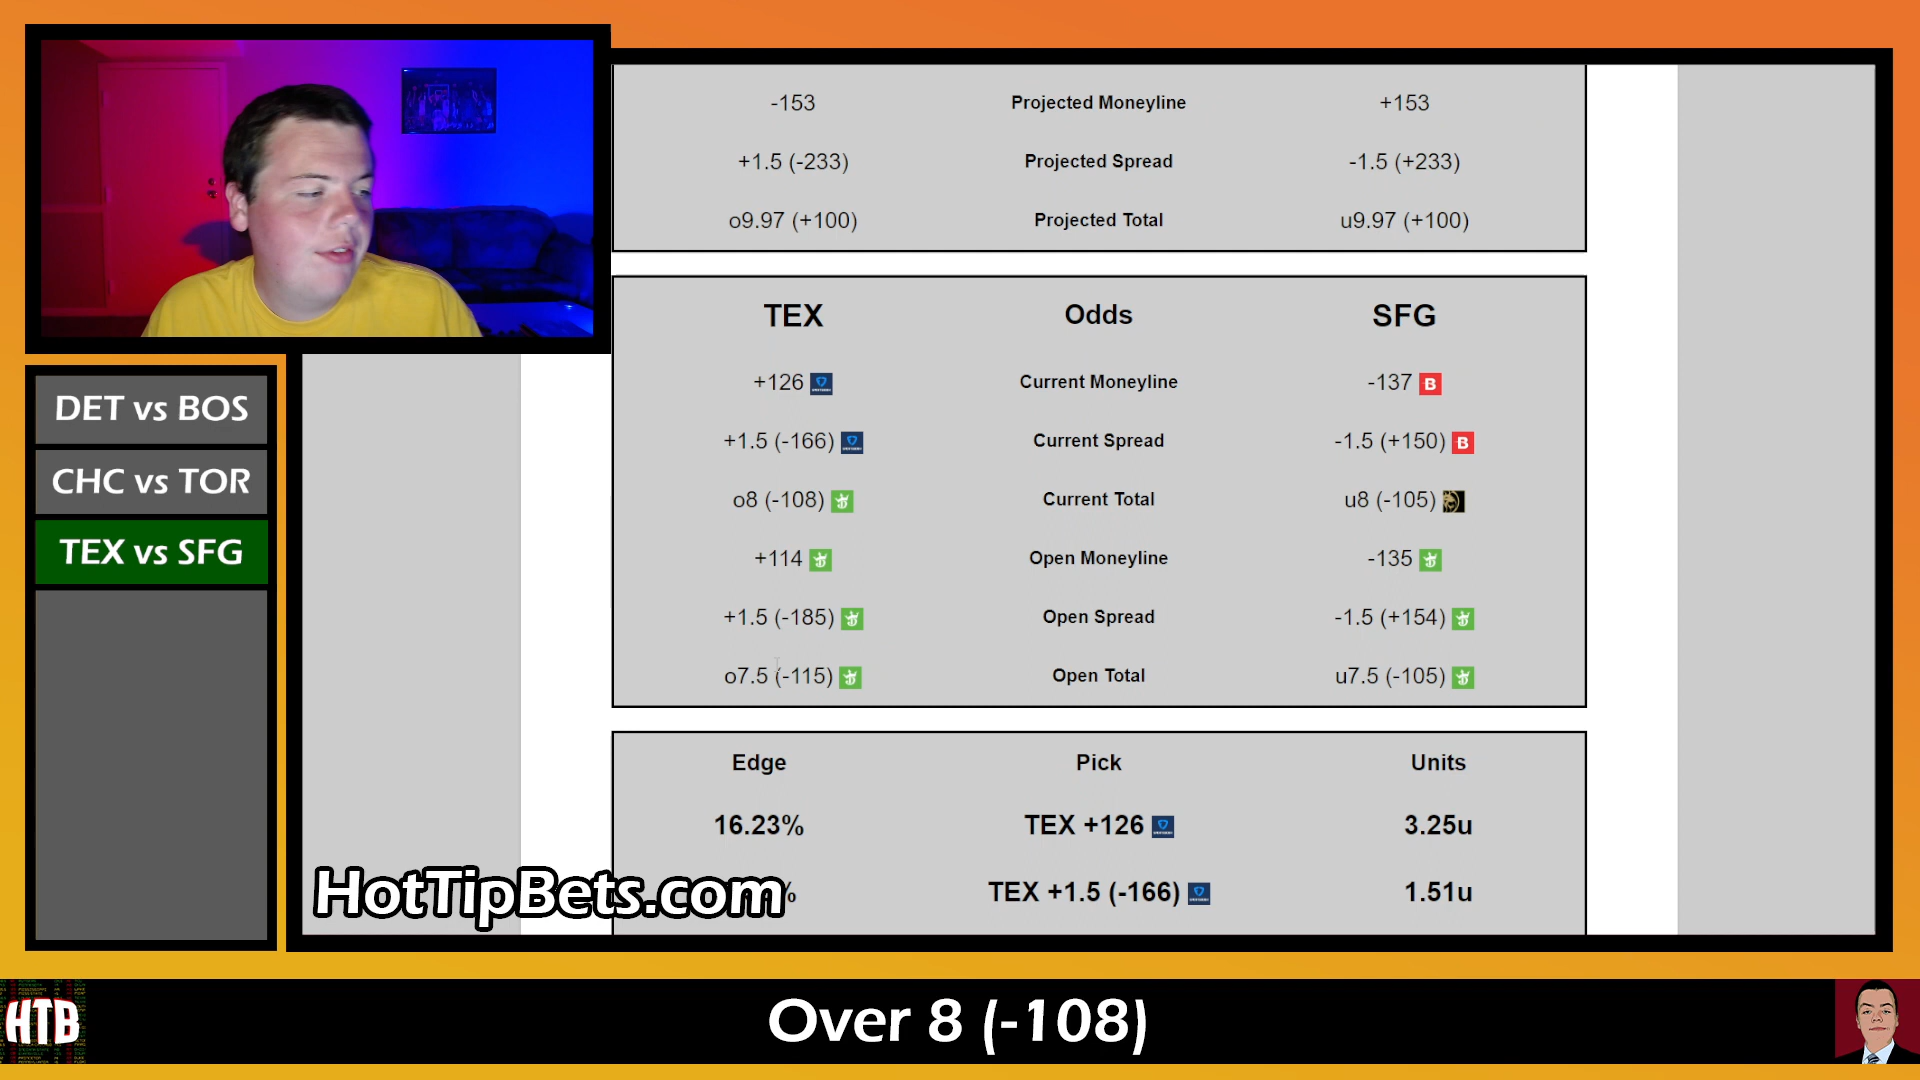 -153 Projected Moneyline +153
+1.5 (-233) Projected Spread -1.5 (+233)
o9.97 (+100) Projected Total u9.97 (+100)
TEX Odds SFG
+126 Current Moneyline -137 B
+1.5 (-166) Current Spread -1.5 (+150) B
o8 (-108) Current Total u8 (-105)
+114 Open Moneyline -135
+1.5 (-185) Open Spread -1.5 (+154)
o7.5 (-115) Open Total u7.5 (-105)
Edge Pick Units
16.23% TEX +126 3.25u
% TEX +1.5 (-166) 1.51u
DET vs BOS
CHC vs TOR
TEX vs SFG
HotTipBets.com
HTB
Over 8 (-108)